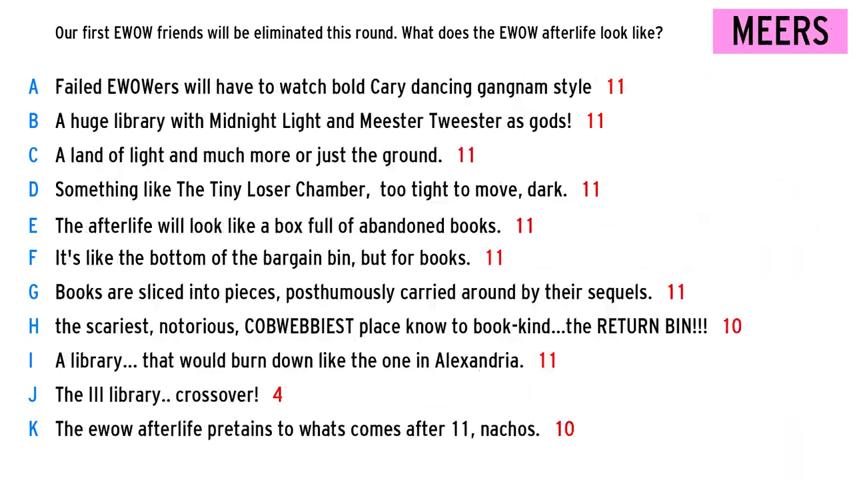 Our first EWOW friends will be eliminated this round. What does the EWOW afterlife look like?
MEERS
A Failed EWOWers will have to watch bold Cary dancing gangnam style 11
B A huge library with Midnight Light and Meester Tweester as gods! 11
C A land of light and much more or just the ground. 11
D Something like The Tiny Loser Chamber, too tight to move, dark. 11
E The afterlife will look like a box full of abandoned books. 11
F It's like the bottom of the bargain bin, but for books. 11
G Books are sliced into pieces, posthumously carried around by their sequels. 11
H the scariest, notorious, COBWEBBIEST place know to book-kind...the RETURN BIN!!! 10
I A library... that would burn down like the one in Alexandria. 11
J The III library.. crossover! 4
K The ewow afterlife pretains to whats comes after 11, nachos. 10